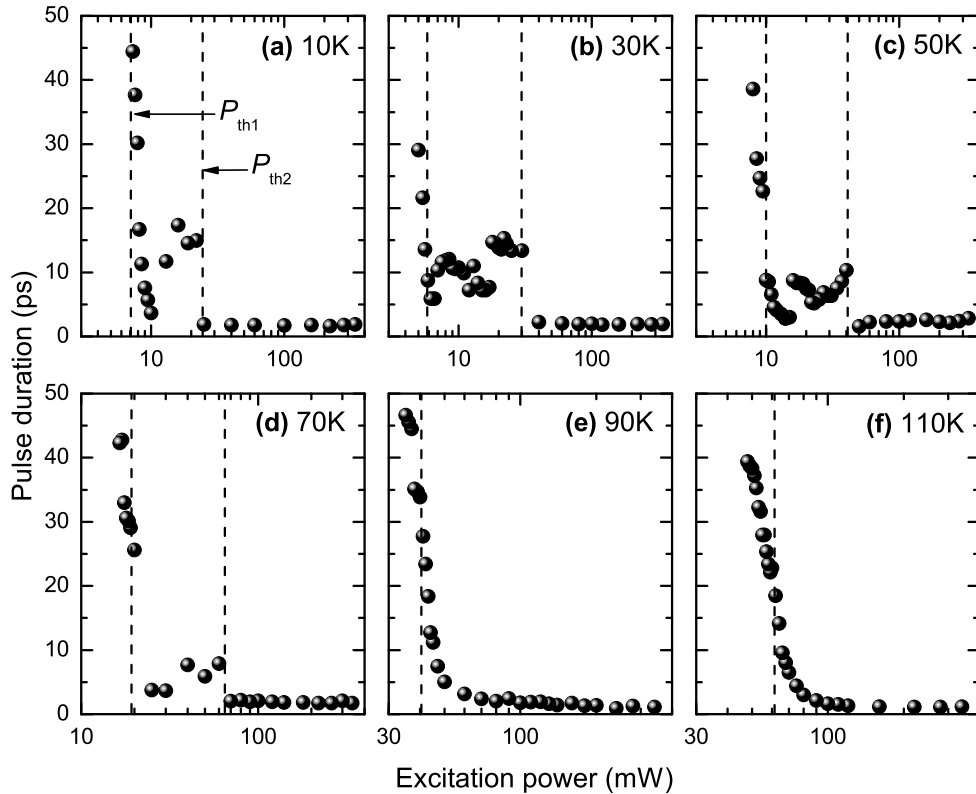 (a) 10K
(b) 30K
(c) 50K
50
40
30
20
10
0
P_th1
P_th2
10 100
10 100
10 100
(d) 70K
(e) 90K
(f) 110K
50
40
30
20
10
0
10 100
30 100
30 100
Pulse duration (ps)
Excitation power (mW)